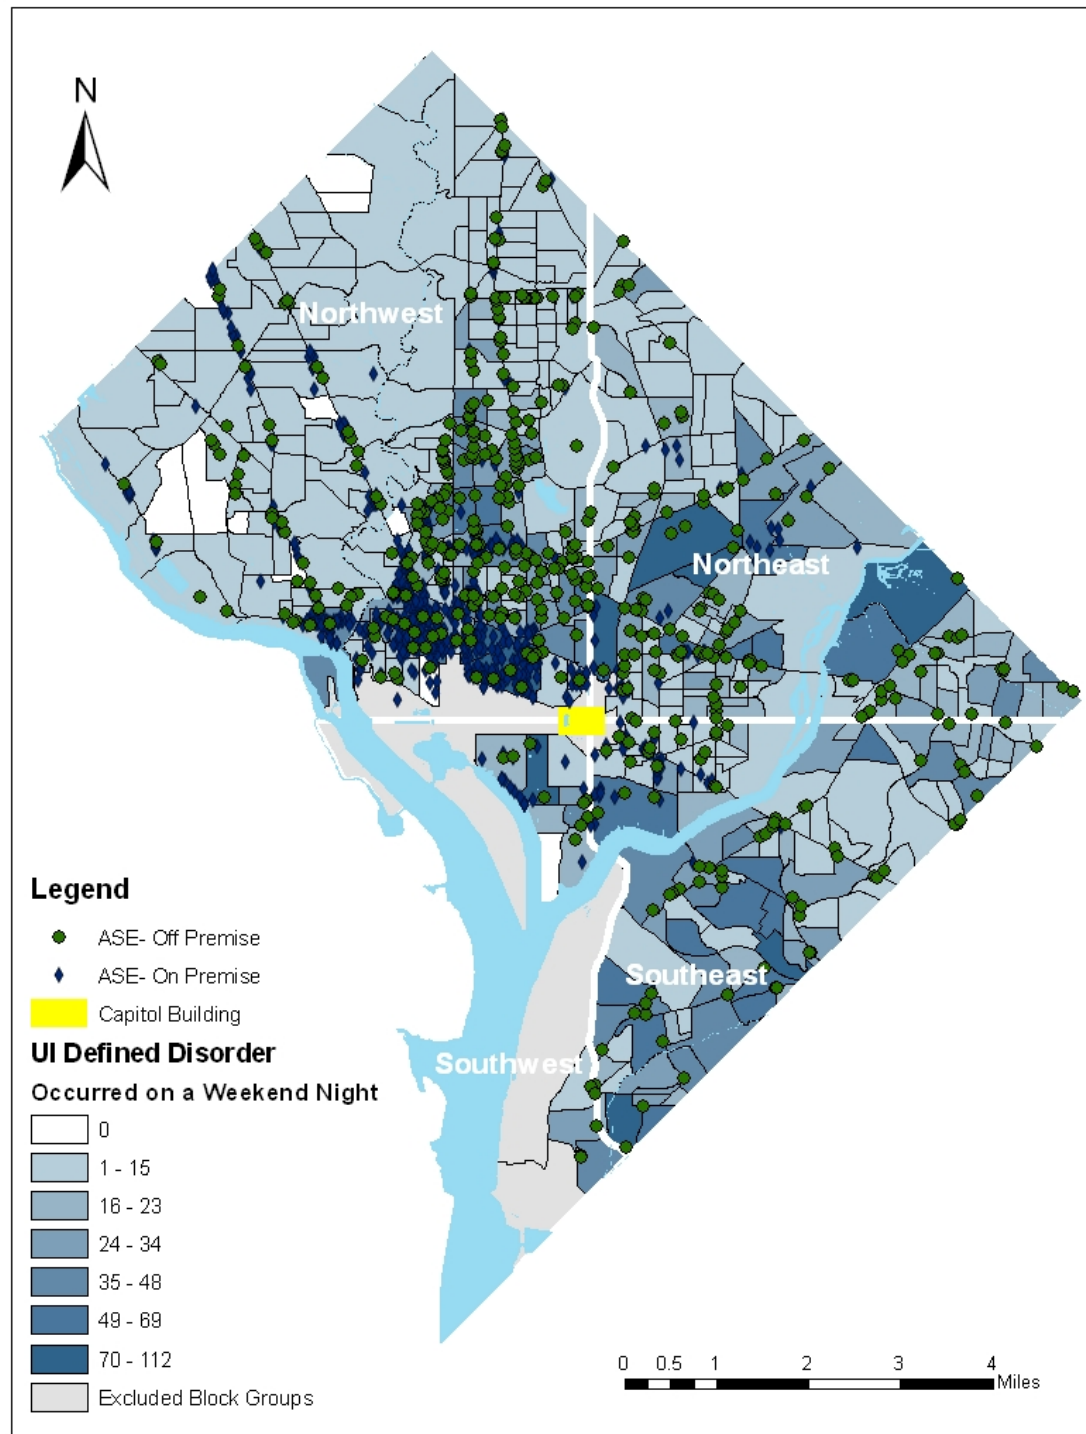 N
Northwest
Northeast
Southeast
Southwest
Legend
ASE- Off Premise
ASE- On Premise
Capitol Building
UI Defined Disorder
Occurred on a Weekend Night
0
1 - 15
16 - 23
24 - 34
35 - 48
49 - 69
70 - 112
Excluded Block Groups
0 0.5 1 2 3 4
Miles